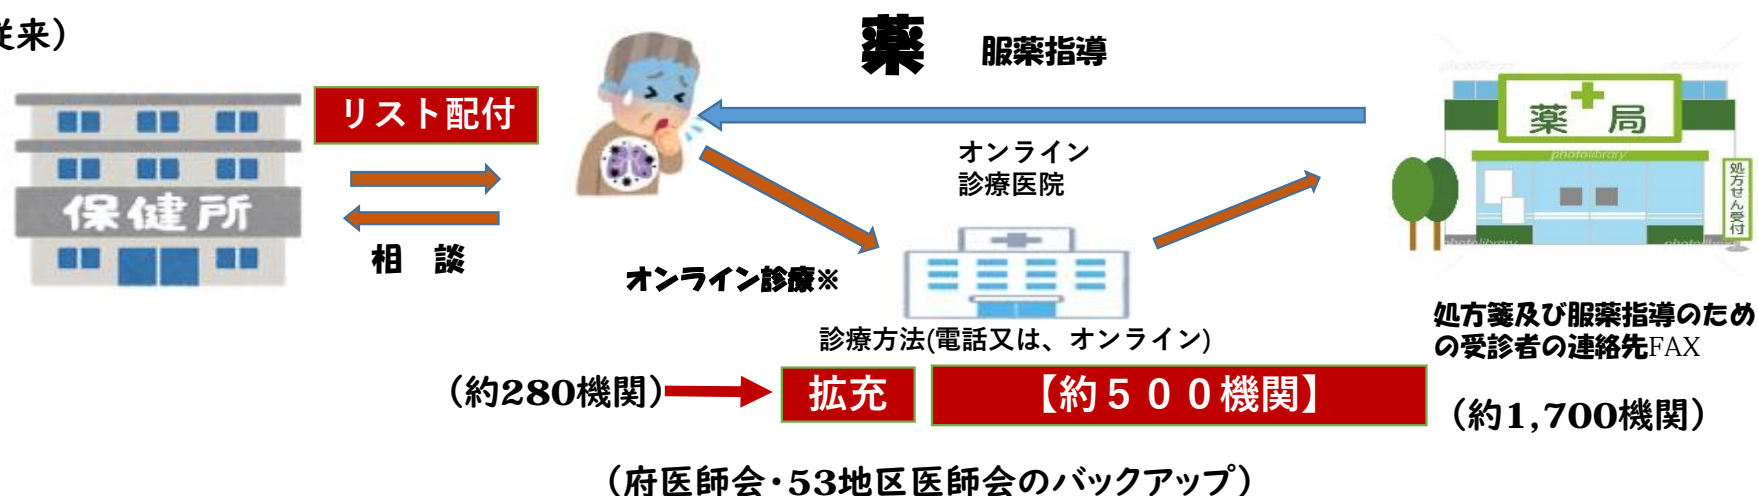 従来）
薬
服薬指導
リスト配付
保健所
相 談
オンライン
診療医院
オンライン診療※
診療方法(電話又は、オンライン)
薬局
photolibrary
処方せん受付
処方箋及び服薬指導のため
の受診者の連絡先FAX
（約280機関）
拡充
【約５００機関】
（約1,700機関）
（府医師会・53地区医師会のバックアップ）